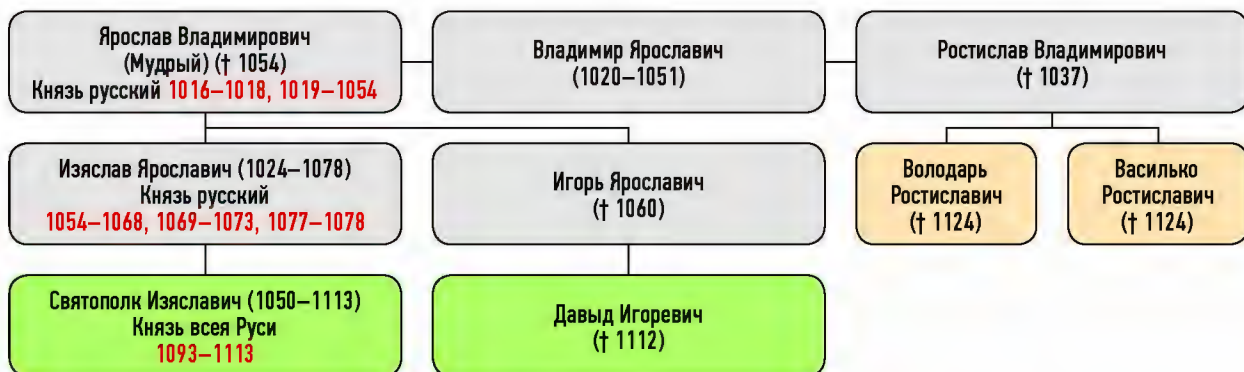 Ярослав Владимирович
(Мудрый) († 1054)
Князь русский 1016–1018, 1019–1054
Владимир Ярославич
(1020–1051)
Ростислав Владимирович
(† 1037)
Изяслав Ярославич (1024–1078)
Князь русский
1054–1068, 1069–1073, 1077–1078
Игорь Ярославич
(† 1060)
Володарь
Ростиславич
(† 1124)
Василько
Ростиславич
(† 1124)
Святополк Изяславич (1050–1113)
Князь всея Руси
1093–1113
Давыд Игоревич
(† 1112)